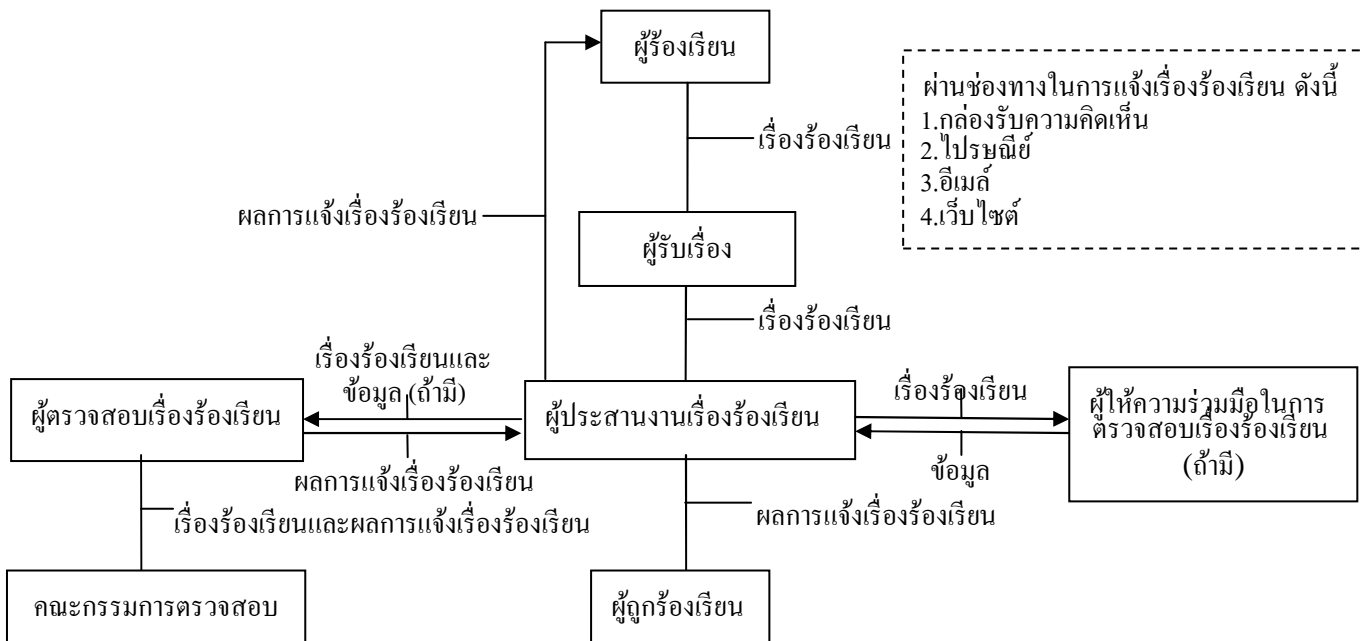 ผู้ร้องเรียน
ผ่านช่องทางในการแจ้งเรื่องร้องเรียน ดังนี้
1.กล่องรับความคิดเห็น
2.ไปรษณีย์
3.อีเมล์
4.เว็บไซต์
เรื่องร้องเรียน
ผลการแจ้งเรื่องร้องเรียน
ผู้รับเรื่อง
เรื่องร้องเรียน
เรื่องร้องเรียนและ
ข้อมูล (ถ้ามี)
เรื่องร้องเรียน
ผู้ตรวจสอบเรื่องร้องเรียน
ผู้ประสานงานเรื่องร้องเรียน
ผู้ให้ความร่วมมือในการ
ตรวจสอบเรื่องร้องเรียน
(ถ้ามี)
ผลการแจ้งเรื่องร้องเรียน
ข้อมูล
เรื่องร้องเรียนและผลการแจ้งเรื่องร้องเรียน
ผลการแจ้งเรื่องร้องเรียน
คณะกรรมการตรวจสอบ
ผู้ถูกร้องเรียน